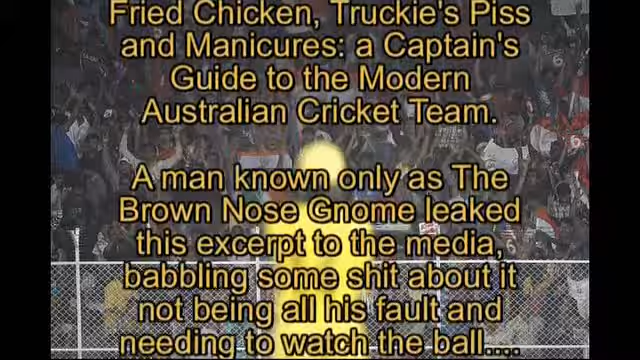 Fried Chicken, Truckie's Piss
and Manicures: a Captain's
Guide to the Modern
Australian Cricket Team.
A man known only as The
Brown Nose Gnome leaked
this excerpt to the media,
babbling some shit about it
not being all his fault and
needing to watch the ball....